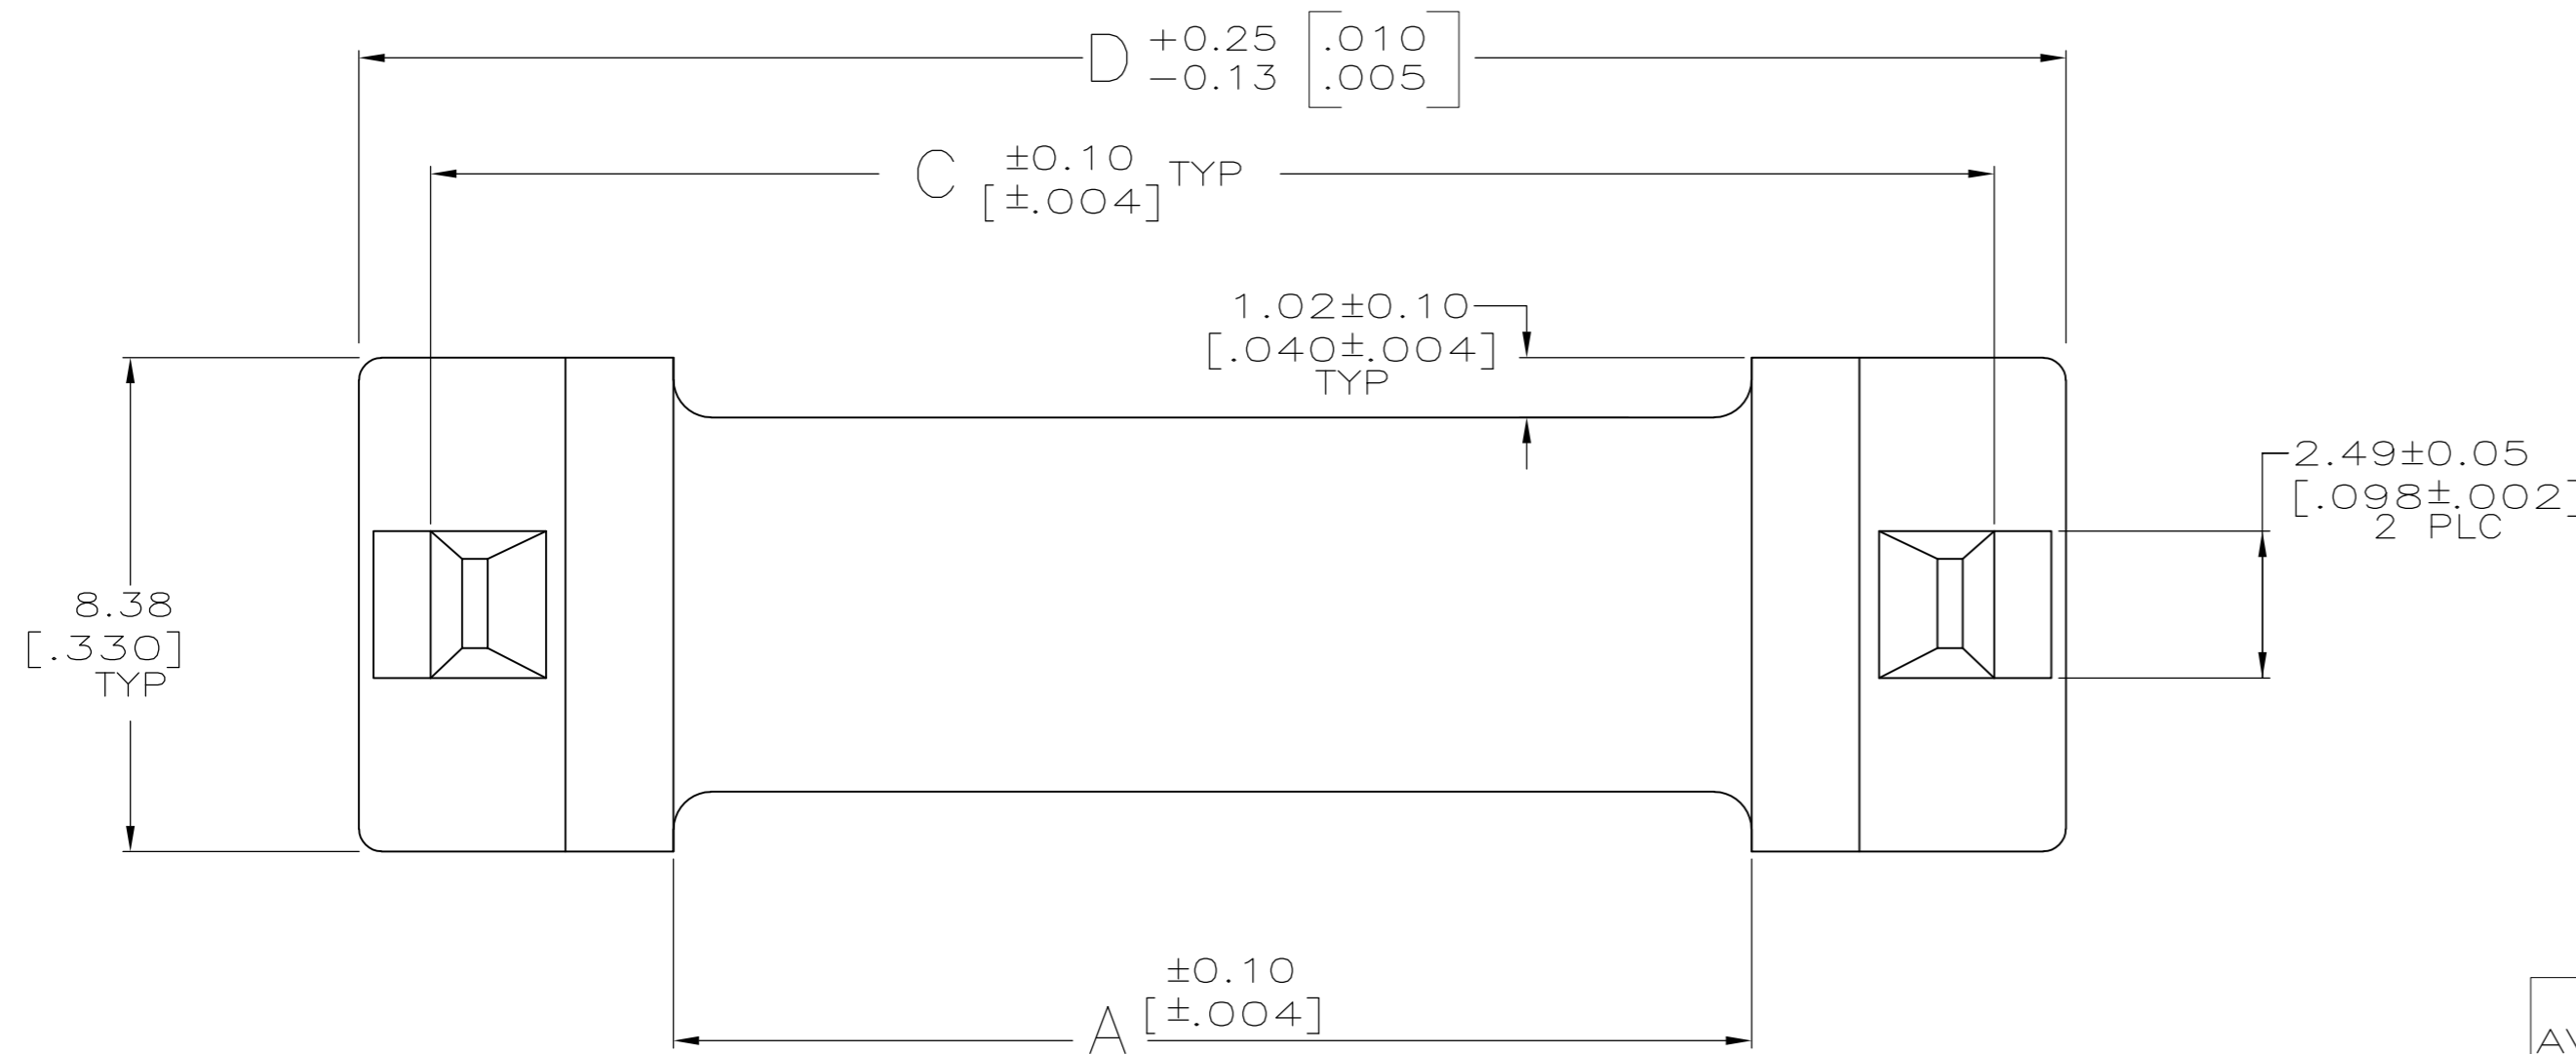 D +0.25 [.010
-0.13 .005]
C ±0.10 TYP
[±.004]
1.02±0.10
[.040±.004]
TYP
2.49±0.05
[.098±.002]
2 PLC
8.38
[.330]
TYP
±0.10
A [±.004]